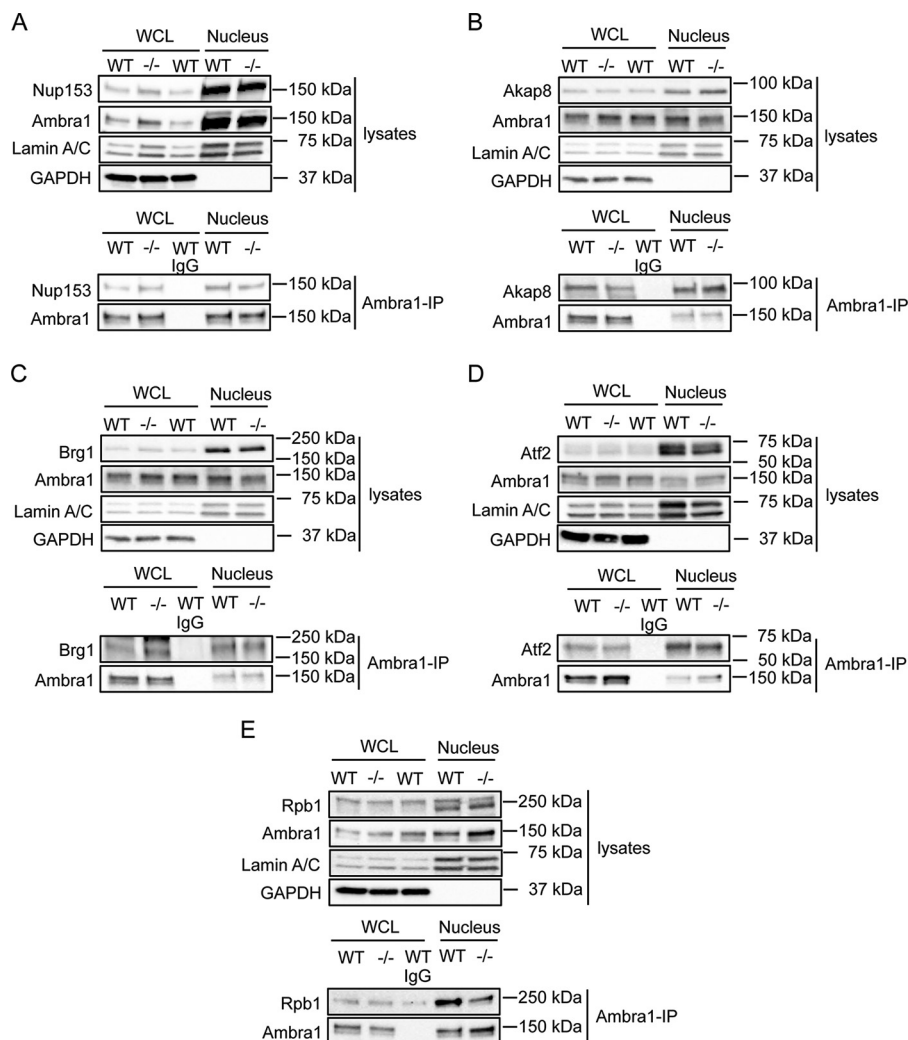 A
WCL Nucleus
WT -/- WT WT -/-
Nup153 150 kDa
Ambra1 150 kDa
Lamin A/C 75 kDa
GAPDH 37 kDa
lysates
WCL Nucleus
WT -/- WT WT -/-
IgG
Nup153 150 kDa
Ambra1 150 kDa
Ambra1-IP
B
WCL Nucleus
WT -/- WT WT -/-
Akap8 100 kDa
Ambra1 150 kDa
Lamin A/C 75 kDa
GAPDH 37 kDa
lysates
WCL Nucleus
WT -/- WT WT -/-
IgG
Akap8 100 kDa
Ambra1 150 kDa
Ambra1-IP
C
WCL Nucleus
WT -/- WT WT -/-
250 kDa
Brg1 150 kDa
Ambra1 150 kDa
Lamin A/C 75 kDa
GAPDH 37 kDa
lysates
WCL Nucleus
WT -/- WT WT -/-
IgG
250 kDa
Brg1 150 kDa
Ambra1 150 kDa
Ambra1-IP
D
WCL Nucleus
WT -/- WT WT -/-
75 kDa
Atf2 50 kDa
Ambra1 150 kDa
Lamin A/C 75 kDa
GAPDH 37 kDa
lysates
WCL Nucleus
WT -/- WT WT -/-
IgG
75 kDa
Atf2 50 kDa
Ambra1 150 kDa
Ambra1-IP
E
WCL Nucleus
WT -/- WT WT -/-
Rpb1 250 kDa
Ambra1 150 kDa
Lamin A/C 75 kDa
GAPDH 37 kDa
lysates
WCL Nucleus
WT -/- WT WT -/-
IgG
Rpb1 250 kDa
Ambra1 150 kDa
Ambra1-IP